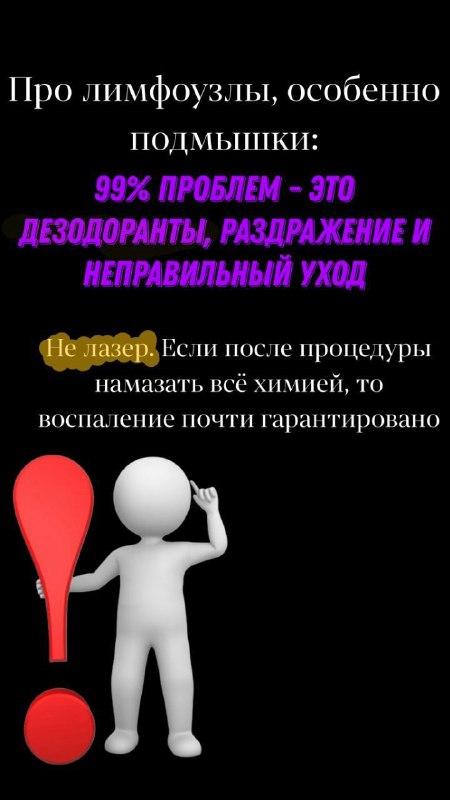 Про лимфоузлы, особенно
подмышки:
99% ПРОБЛЕМ - ЭТО
ДЕЗОДОРАНТЫ, РАЗДРАЖЕНИЕ И
НЕПРАВИЛЬНЫЙ УХОД
Не лазер. Если после процедуры
намазать всё химией, то
воспаление почти гарантировано